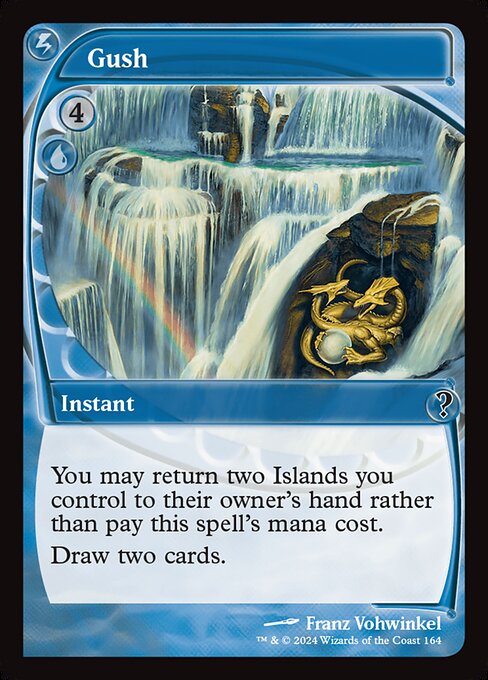 Gush
4
Instant
?
You may return two Islands you
control to their owner's hand rather
than pay this spell's mana cost.
Draw two cards.
Franz Vohwinkel
™ & © 2024 Wizards of the Coast 164